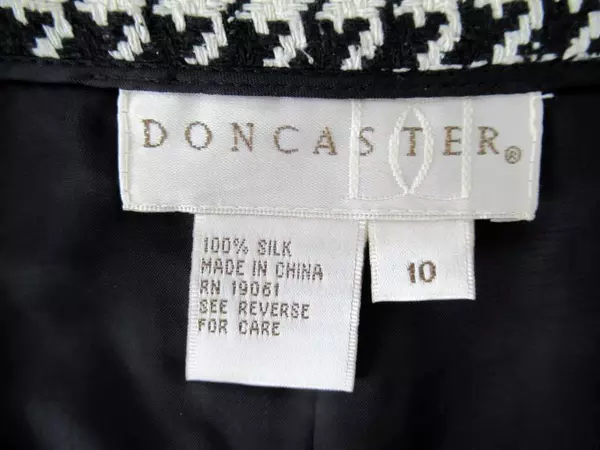 DONCASTER®
100% SILK
MADE IN CHINA
RN 19061
SEE REVERSE
FOR CARE
10